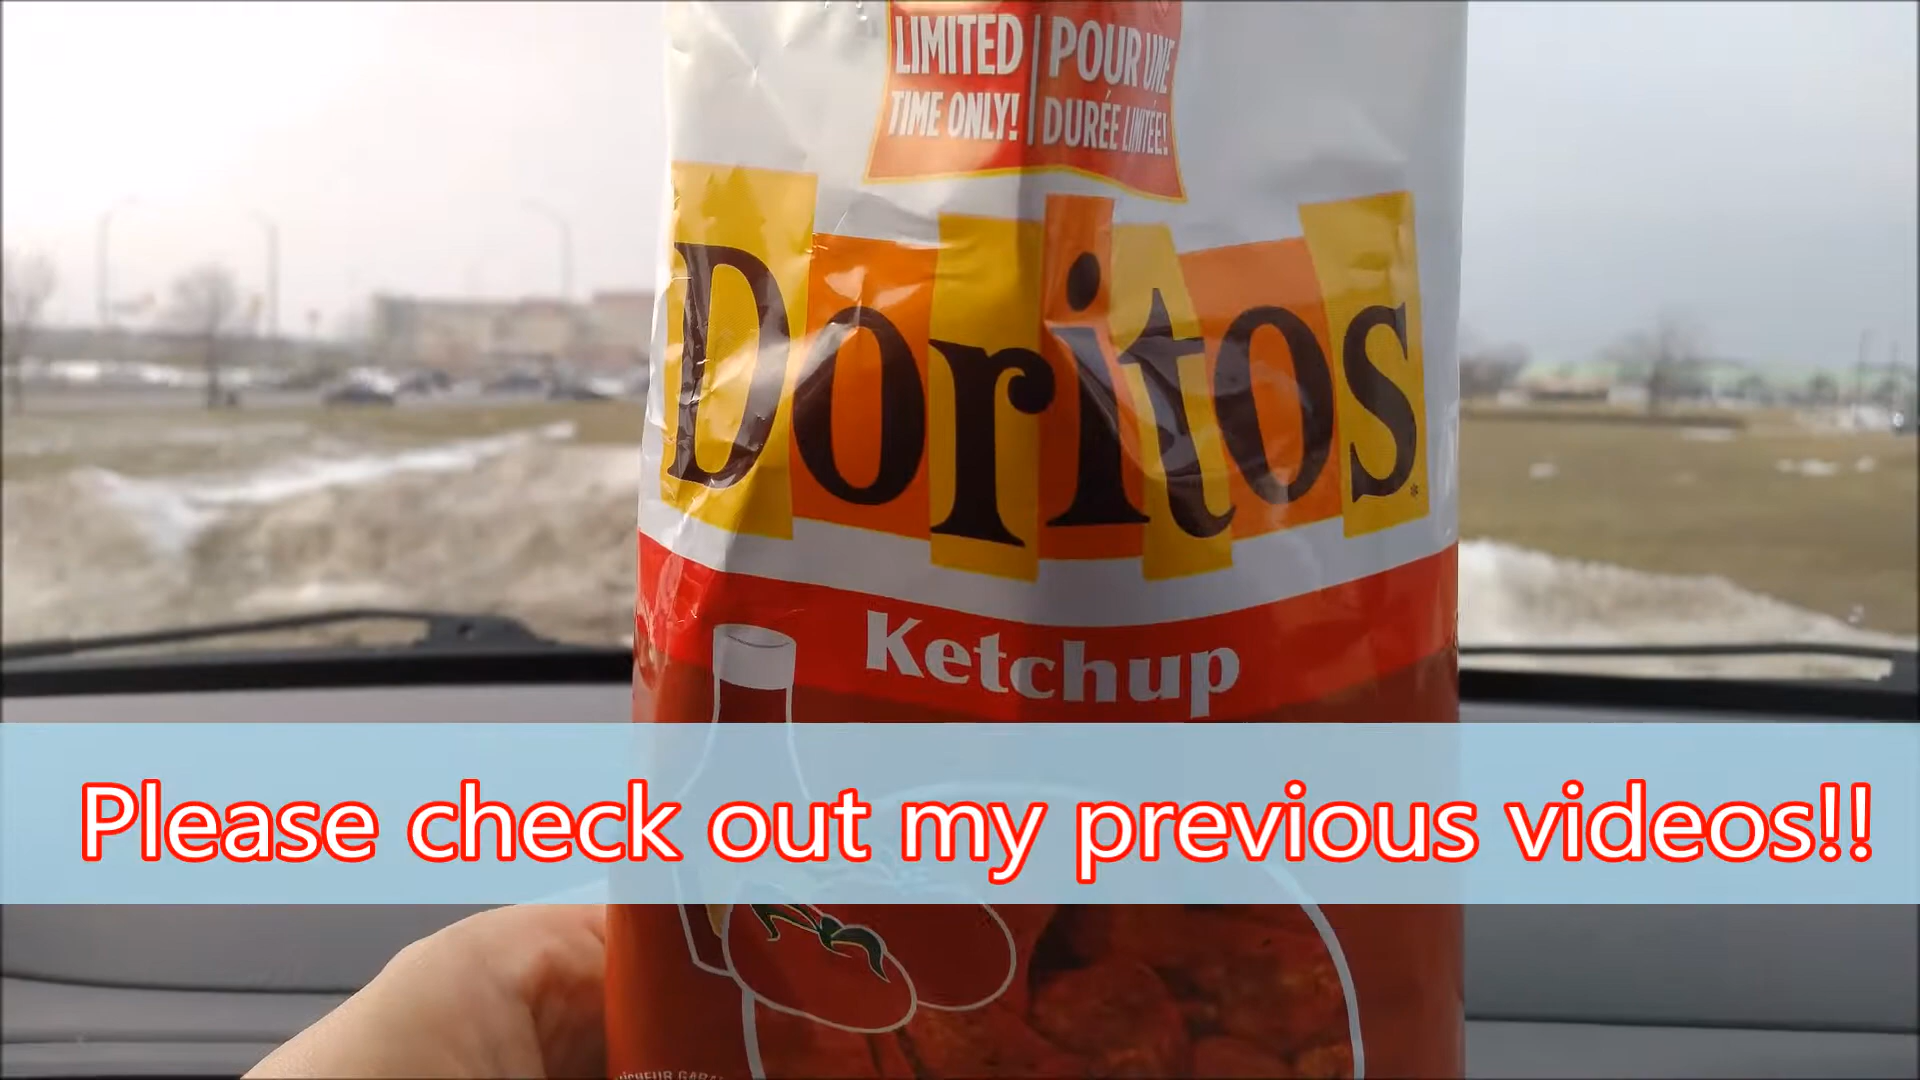 LIMITED
TIME ONLY!
POUR UNE
DURÉE LIMITÉE!
Doritos
Ketchup
Please check out my previous videos!!